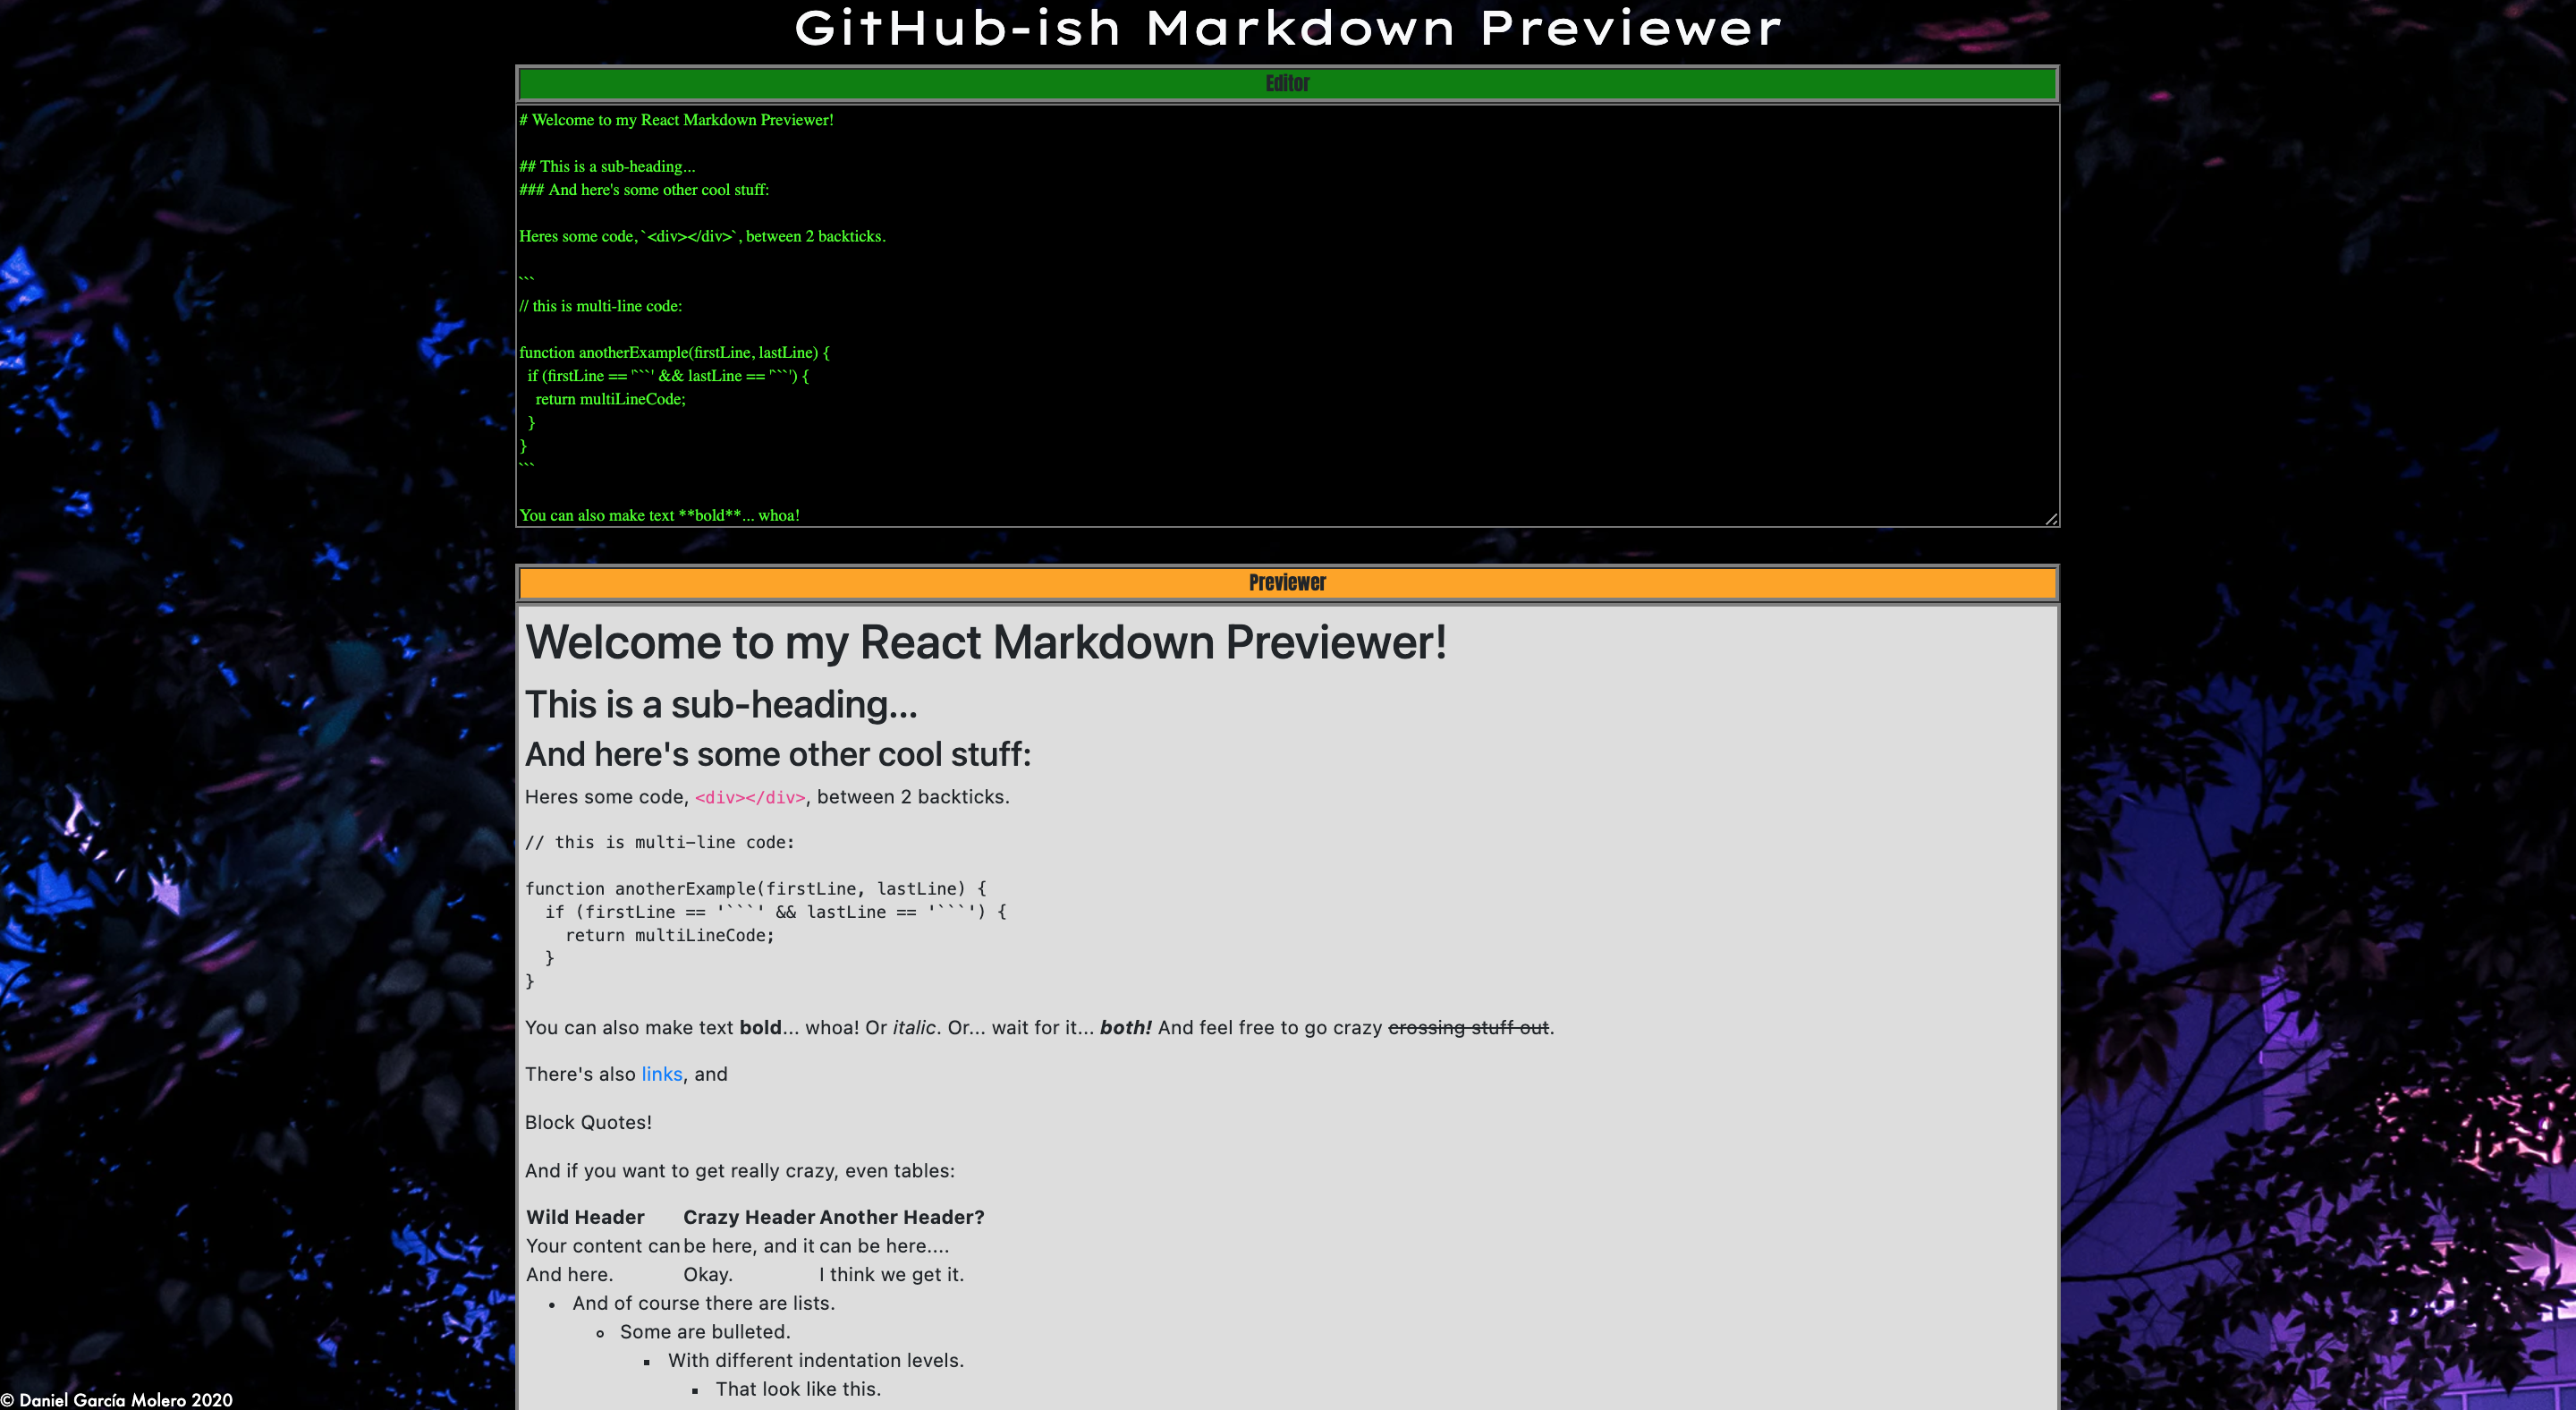 GitHub-ish Markdown Previewer
Editor
# Welcome to my React Markdown Previewer!
## This is a sub-heading...
### And here's some other cool stuff:
Heres some code, `<div></div>`, between 2 backticks.
```
// this is multi-line code:
function anotherExample(firstLine, lastLine) {
  if (firstLine == '```' && lastLine == '```') {
    return multiLineCode;
  }
}
```
You can also make text **bold**... whoa!
Previewer
Welcome to my React Markdown Previewer!
This is a sub-heading...
And here's some other cool stuff:
Heres some code, <div></div>, between 2 backticks.
// this is multi-line code:
function anotherExample(firstLine, lastLine) {
  if (firstLine == '```' && lastLine == '```') {
    return multiLineCode;
  }
}
You can also make text bold... whoa! Or italic. Or... wait for it... both! And feel free to go crazy crossing stuff out.
There's also links, and
Block Quotes!
And if you want to get really crazy, even tables:
Wild Header Crazy Header Another Header?
Your content can be here, and it can be here....
And here. Okay. I think we get it.
• And of course there are lists.
◦ Some are bulleted.
▪ With different indentation levels.
▪ That look like this.
© Daniel García Molero 2020